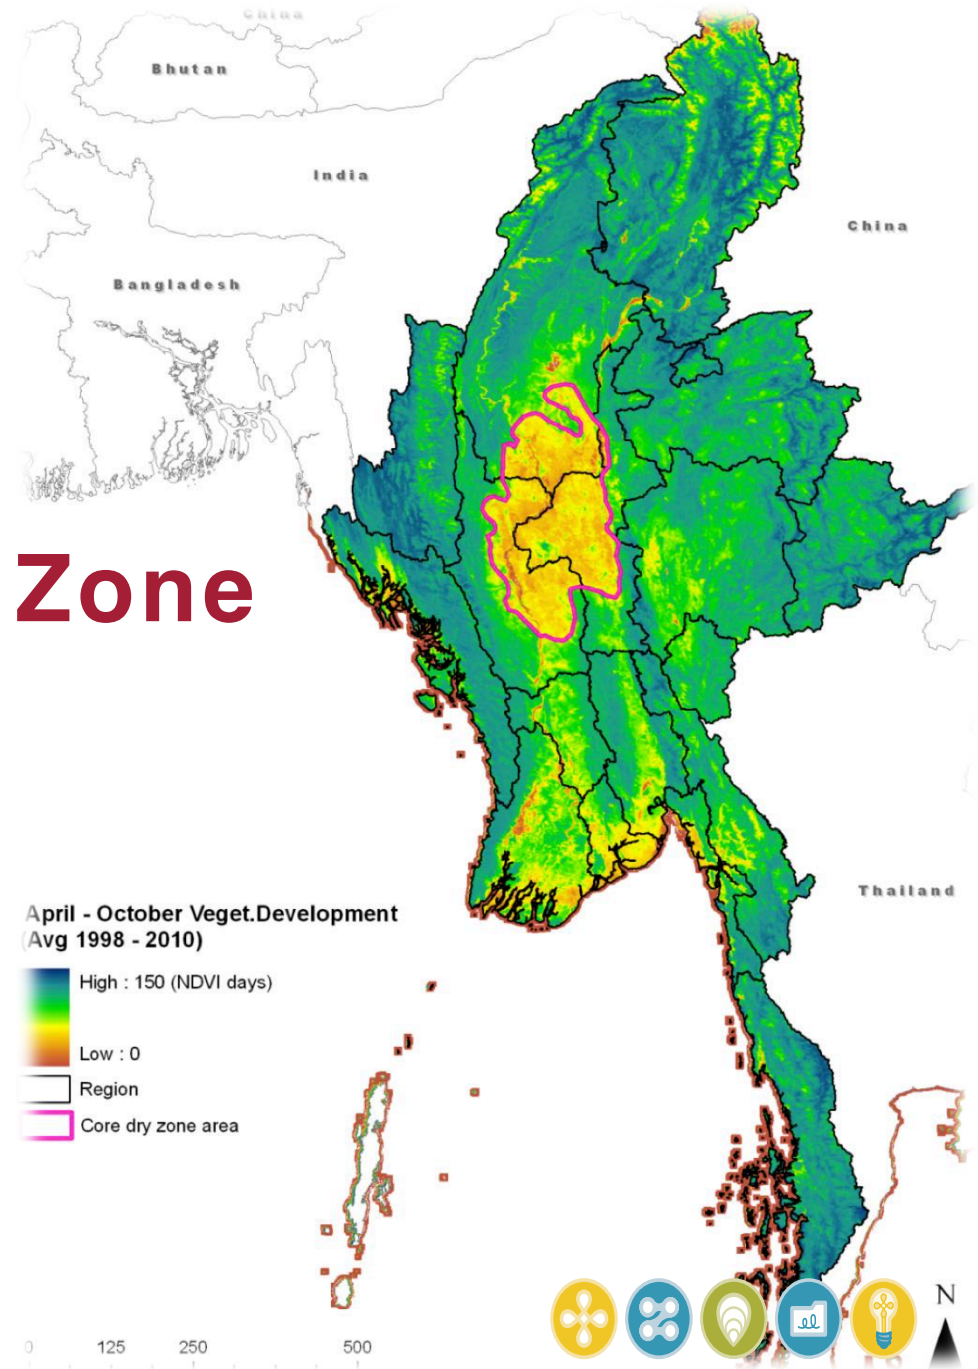 China
Bhutan
India
China
Bangladesh
Zone
Thailand
April - October Veget.Development
(Avg 1998 - 2010)
High : 150 (NDVI days)
Low : 0
Region
Core dry zone area
N
0 125 250 500